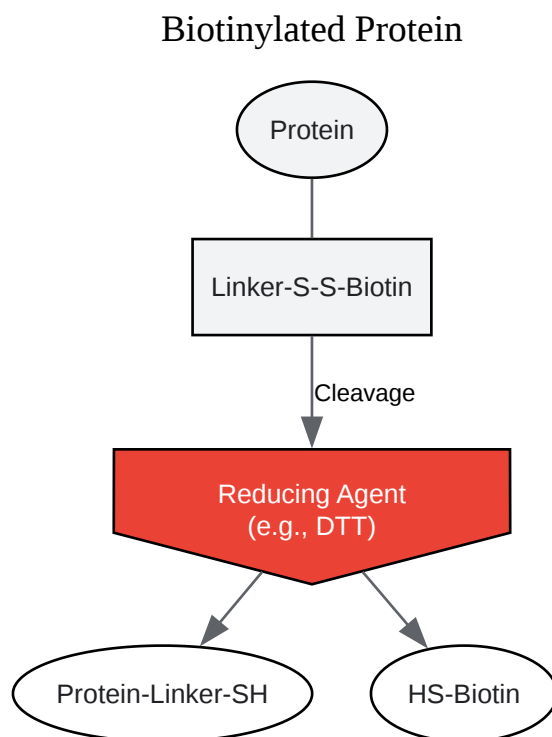 Biotinylated Protein
Protein
Linker-S-S-Biotin
Cleavage
Reducing Agent
(e.g., DTT)
Protein-Linker-SH
HS-Biotin